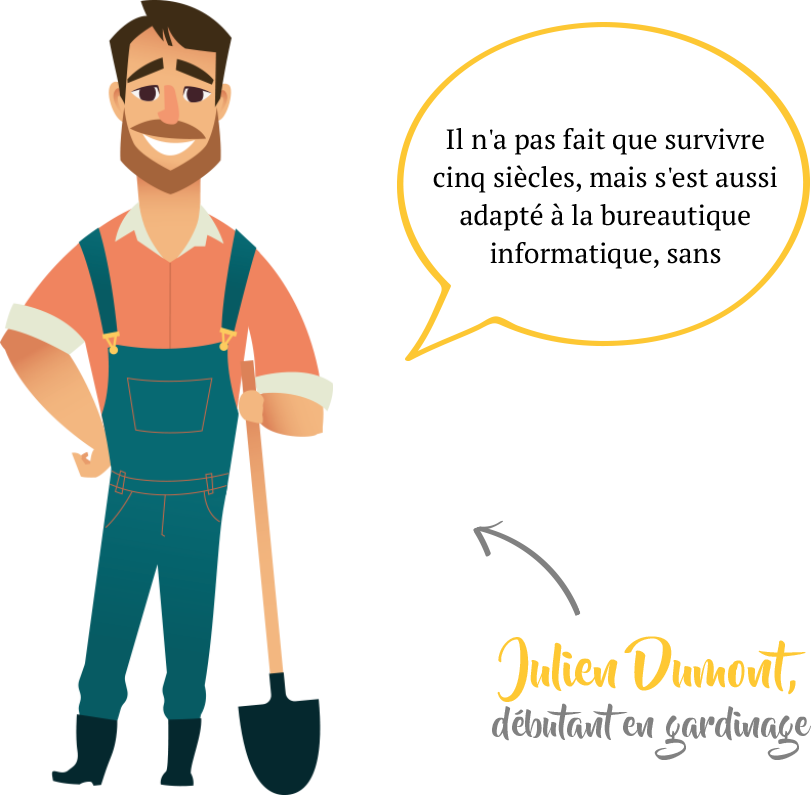 Il n'a pas fait que survivre
cinq siècles, mais s'est aussi
adapté à la bureautique
informatique, sans
Julien Dumont,
débutant en gardinage